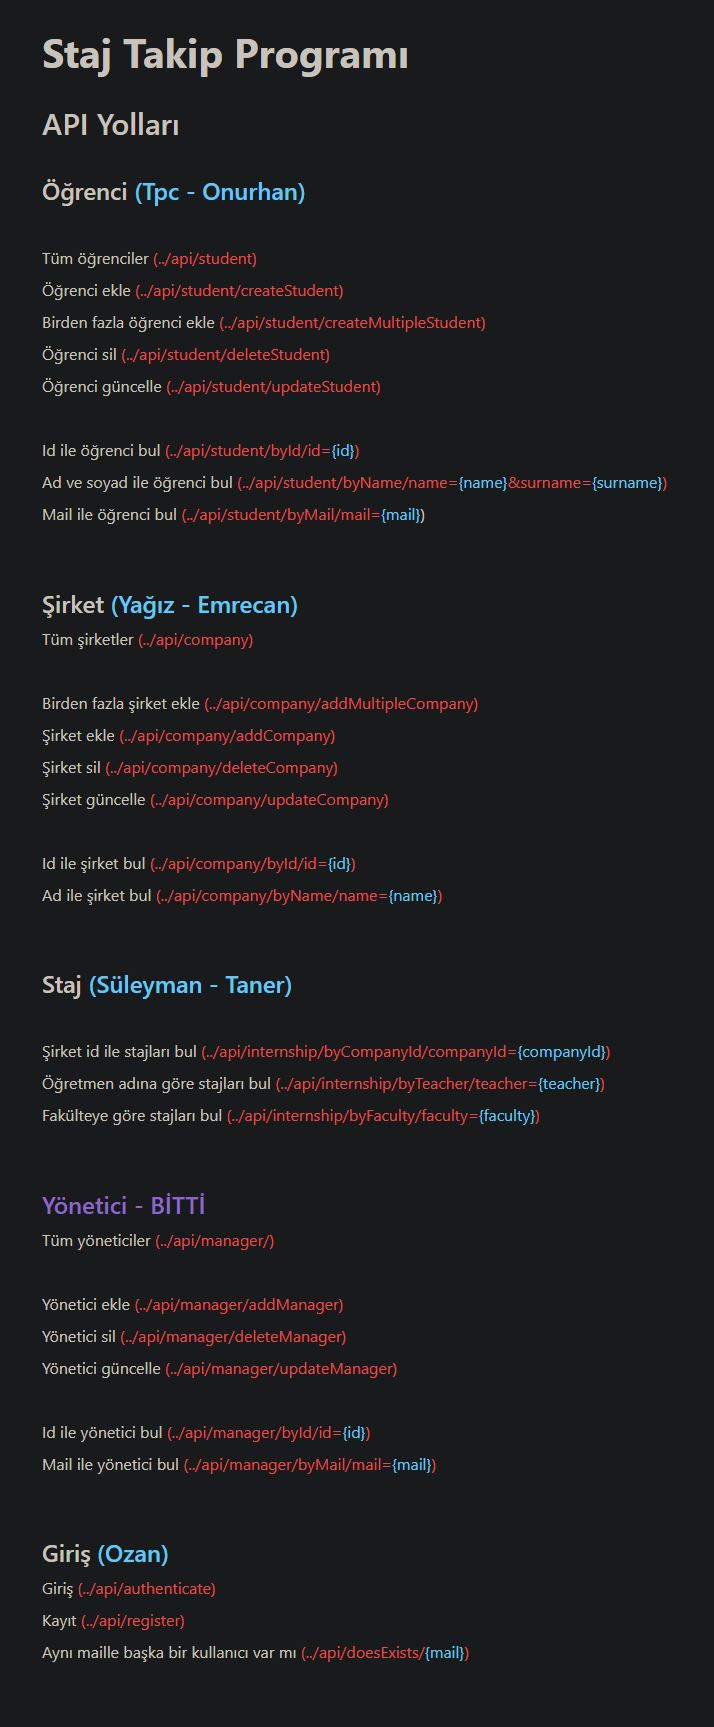 Staj Takip Programı
API Yolları
Öğrenci (Tpc - Onurhan)
Tüm öğrenciler (../api/student)
Öğrenci ekle (../api/student/createStudent)
Birden fazla öğrenci ekle (../api/student/createMultipleStudent)
Öğrenci sil (../api/student/deleteStudent)
Öğrenci güncelle (../api/student/updateStudent)
Id ile öğrenci bul (../api/student/byId/id={id})
Ad ve soyad ile öğrenci bul (../api/student/byName/name={name}&surname={surname})
Mail ile öğrenci bul (../api/student/byMail/mail={mail})
Şirket (Yağız - Emrecan)
Tüm şirketler (../api/company)
Birden fazla şirket ekle (../api/company/addMultipleCompany)
Şirket ekle (../api/company/addCompany)
Şirket sil (../api/company/deleteCompany)
Şirket güncelle (../api/company/updateCompany)
Id ile şirket bul (../api/company/byId/id={id})
Ad ile şirket bul (../api/company/byName/name={name})
Staj (Süleyman - Taner)
Şirket id ile stajları bul (../api/internship/byCompanyId/companyId={companyId})
Öğretmen adına göre stajları bul (../api/internship/byTeacher/teacher={teacher})
Fakülteye göre stajları bul (../api/internship/byFaculty/faculty={faculty})
Yönetici - BİTTİ
Tüm yöneticiler (../api/manager/)
Yönetici ekle (../api/manager/addManager)
Yönetici sil (../api/manager/deleteManager)
Yönetici güncelle (../api/manager/updateManager)
Id ile yönetici bul (../api/manager/byId/id={id})
Mail ile yönetici bul (../api/manager/byMail/mail={mail})
Giriş (Ozan)
Giriş (../api/authenticate)
Kayıt (../api/register)
Aynı maille başka bir kullanıcı var mı (../api/doesExists/{mail})